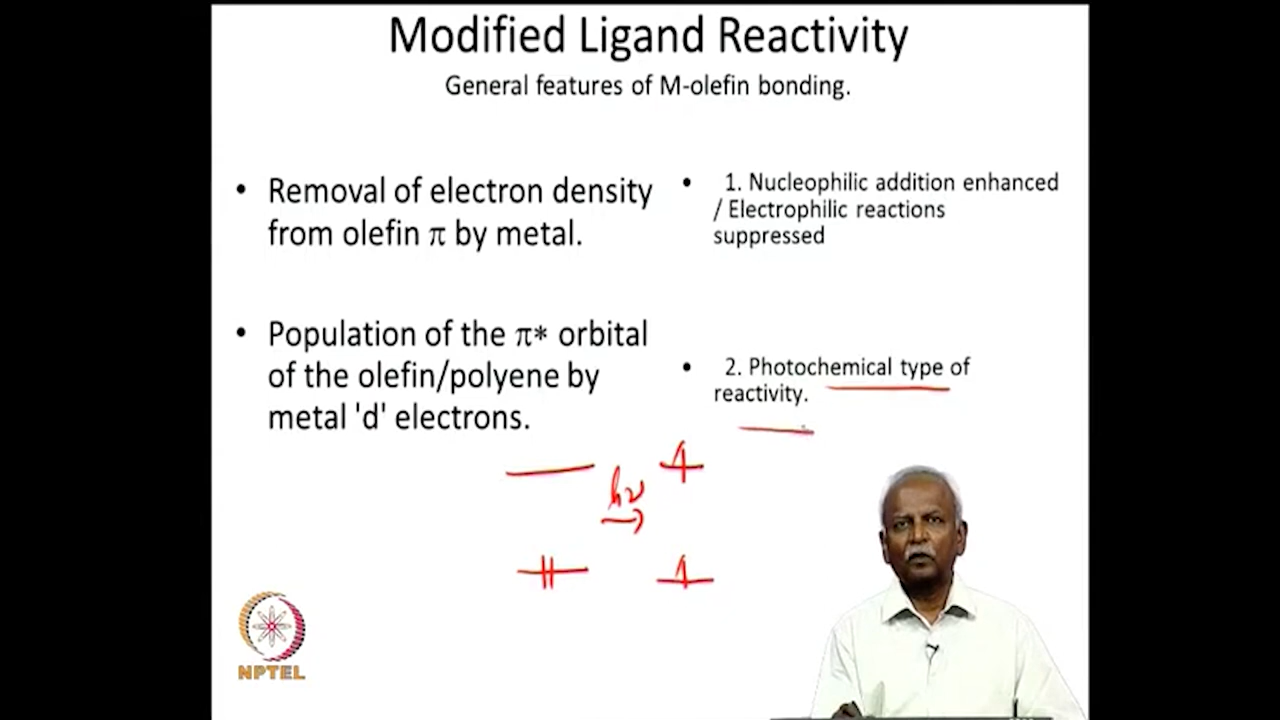 Modified Ligand Reactivity
General features of M-olefin bonding.
• Removal of electron density
from olefin π by metal.
• Population of the π* orbital
of the olefin/polyene by
metal 'd' electrons.
• 1. Nucleophilic addition enhanced
/ Electrophilic reactions
suppressed
• 2. Photochemical type of
reactivity.
hν
NPTEL